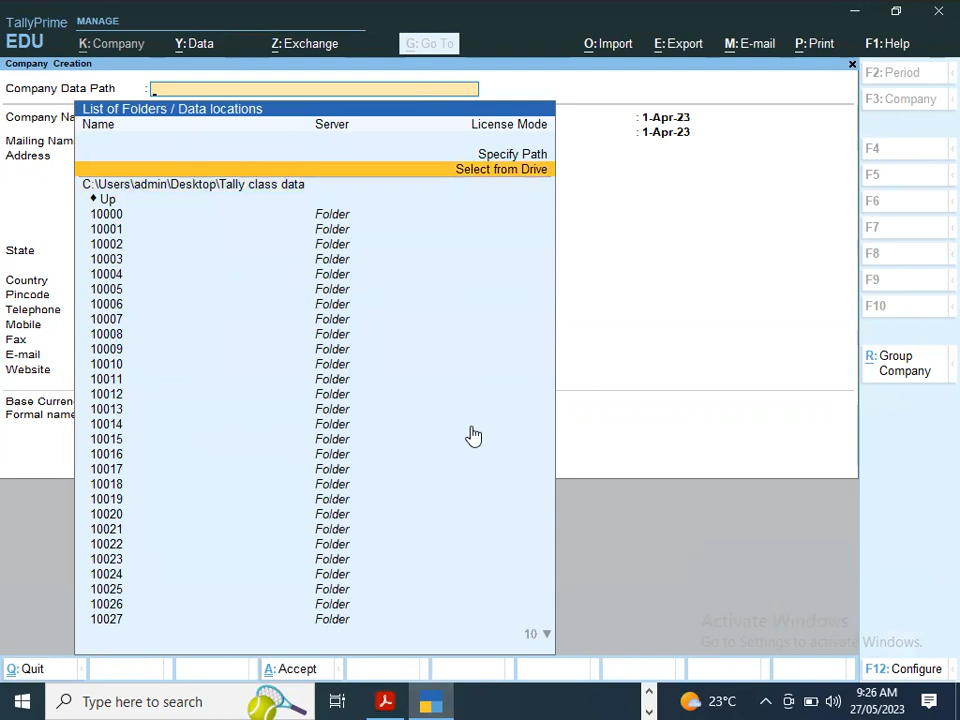 TallyPrime MANAGE
EDU K: Company Y: Data Z: Exchange G: Go To O: Import E: Export M: E-mail P: Print F1: Help
Company Creation
F2: Period
Company Data Path :
List of Folders / Data locations
F3: Company
Name Server License Mode
Company Na : 1-Apr-23
: 1-Apr-23
Mailing Nam
Address
Specify Path
F4
Select from Drive
F5
C:\Users\admin\Desktop\Tally class data
♦ Up
F6
10000 Folder
10001 Folder
F7
10002 Folder
State
F8
10003 Folder
10004 Folder
Country
F9
10005 Folder
Pincode
10006 Folder
F10
Telephone
10007 Folder
Mobile
10008 Folder
Fax
10009 Folder
E-mail
R: Group
Company
10010 Folder
Website
10011 Folder
10012 Folder
Base Curren
10013 Folder
Formal name
10014 Folder
10015 Folder
10016 Folder
10017 Folder
10018 Folder
10019 Folder
10020 Folder
10021 Folder
10022 Folder
10023 Folder
10024 Folder
10025 Folder
10026 Folder
10027 Folder
10 ▼
Activate Windows
Go to Settings to activate Windows.
Q: Quit A: Accept F12: Configure
Type here to search 23°C 9:26 AM
27/05/2023